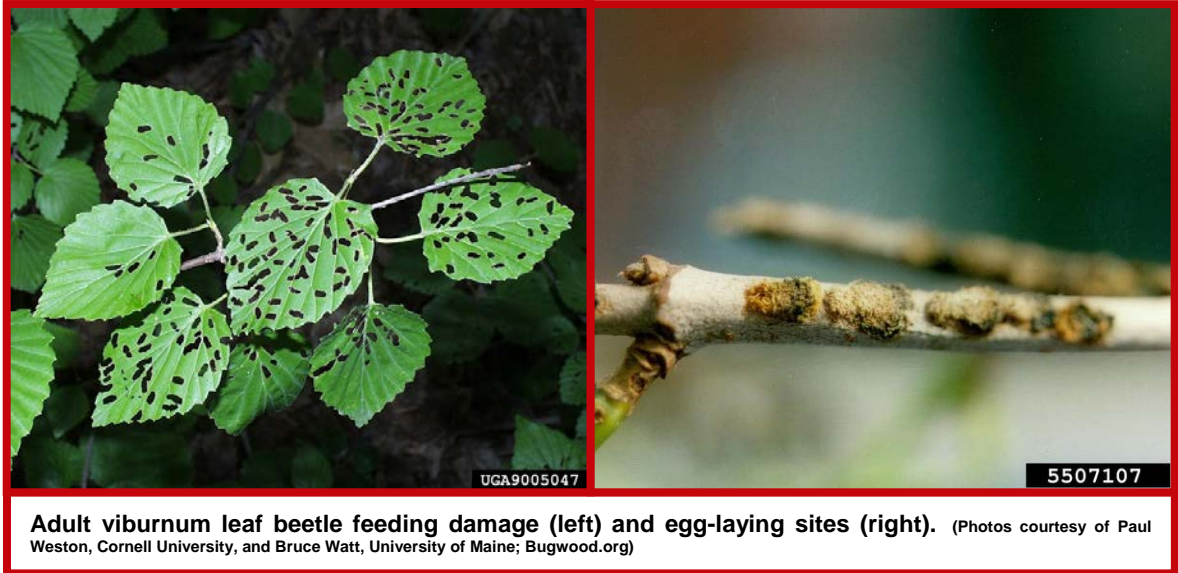 UGA9005047
5507107
Adult viburnum leaf beetle feeding damage (left) and egg-laying sites (right). (Photos courtesy of Paul
Weston, Cornell University, and Bruce Watt, University of Maine; Bugwood.org)